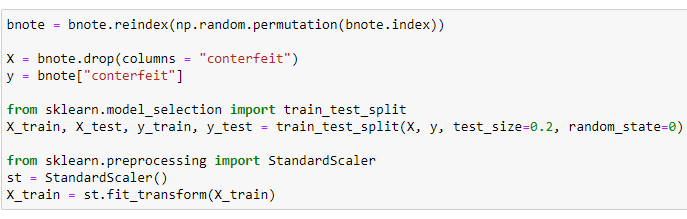 bnote = bnote.reindex(np.random.permutation(bnote.index))
X = bnote.drop(columns = "conterfeit")
y = bnote["conterfeit"]
from sklearn.model_selection import train_test_split
X_train, X_test, y_train, y_test = train_test_split(X, y, test_size=0.2, random_state=0)
from sklearn.preprocessing import StandardScaler
st = StandardScaler()
X_train = st.fit_transform(X_train)